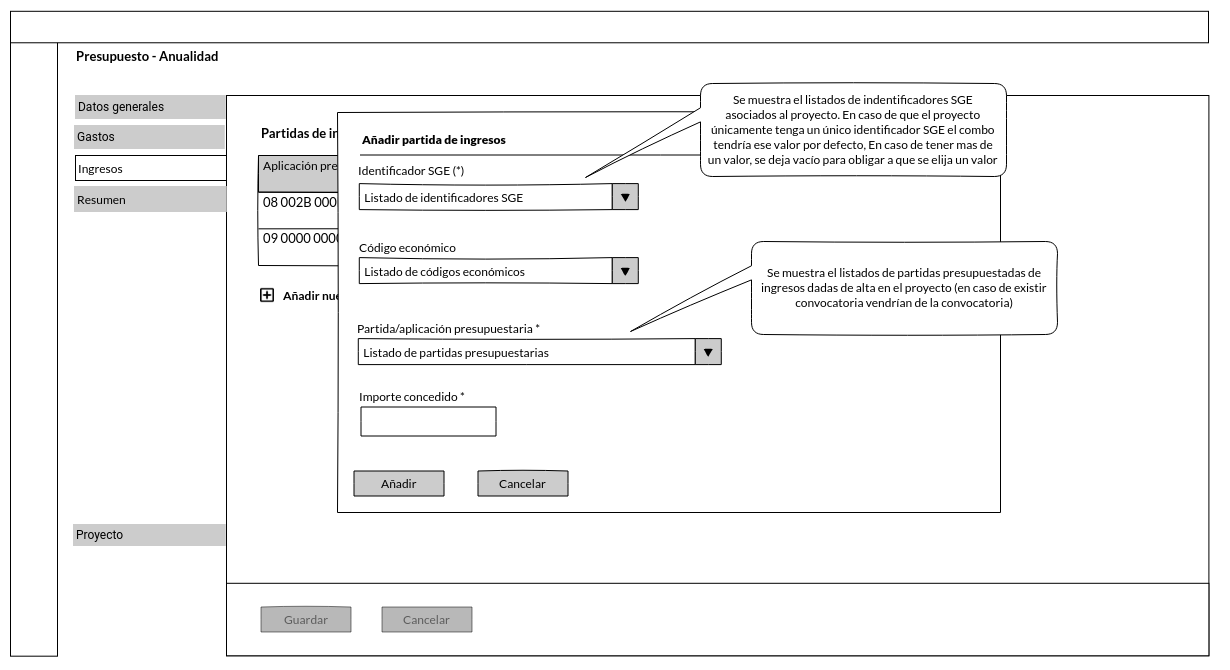 Presupuesto - Anualidad
Datos generales
Gastos
Ingresos
Resumen
Proyecto
Partidas de in
Aplicación pre
08 002B 000
09 0000 0000
Añadir nue
Añadir partida de ingresos
Identificador SGE (*)
Listado de identificadores SGE
Código económico
Listado de códigos económicos
Partida/aplicación presupuestaria *
Listado de partidas presupuestarias
Importe concedido *
Añadir
Cancelar
Se muestra el listados de indentificadores SGE
asociados al proyecto. En caso de que el proyecto
únicamente tenga un único identificador SGE el combo
tendría ese valor por defecto, En caso de tener mas de
un valor, se deja vacío para obligar a que se elija un valor
Se muestra el listados de partidas presupuestadas de
ingresos dadas de alta en el proyecto (en caso de existir
convocatoria vendrían de la convocatoria)
Guardar
Cancelar